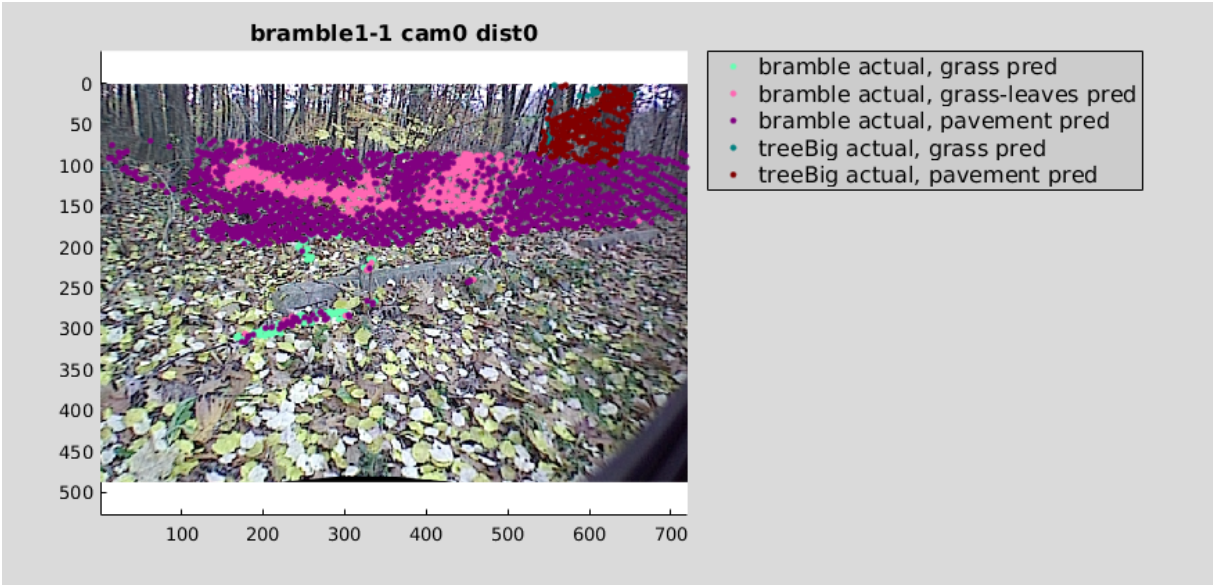 bramble1-1 cam0 dist0
bramble actual, grass pred
bramble actual, grass-leaves pred
bramble actual, pavement pred
treeBig actual, grass pred
treeBig actual, pavement pred
0
50
100
150
200
250
300
350
400
450
500
100 200 300 400 500 600 700